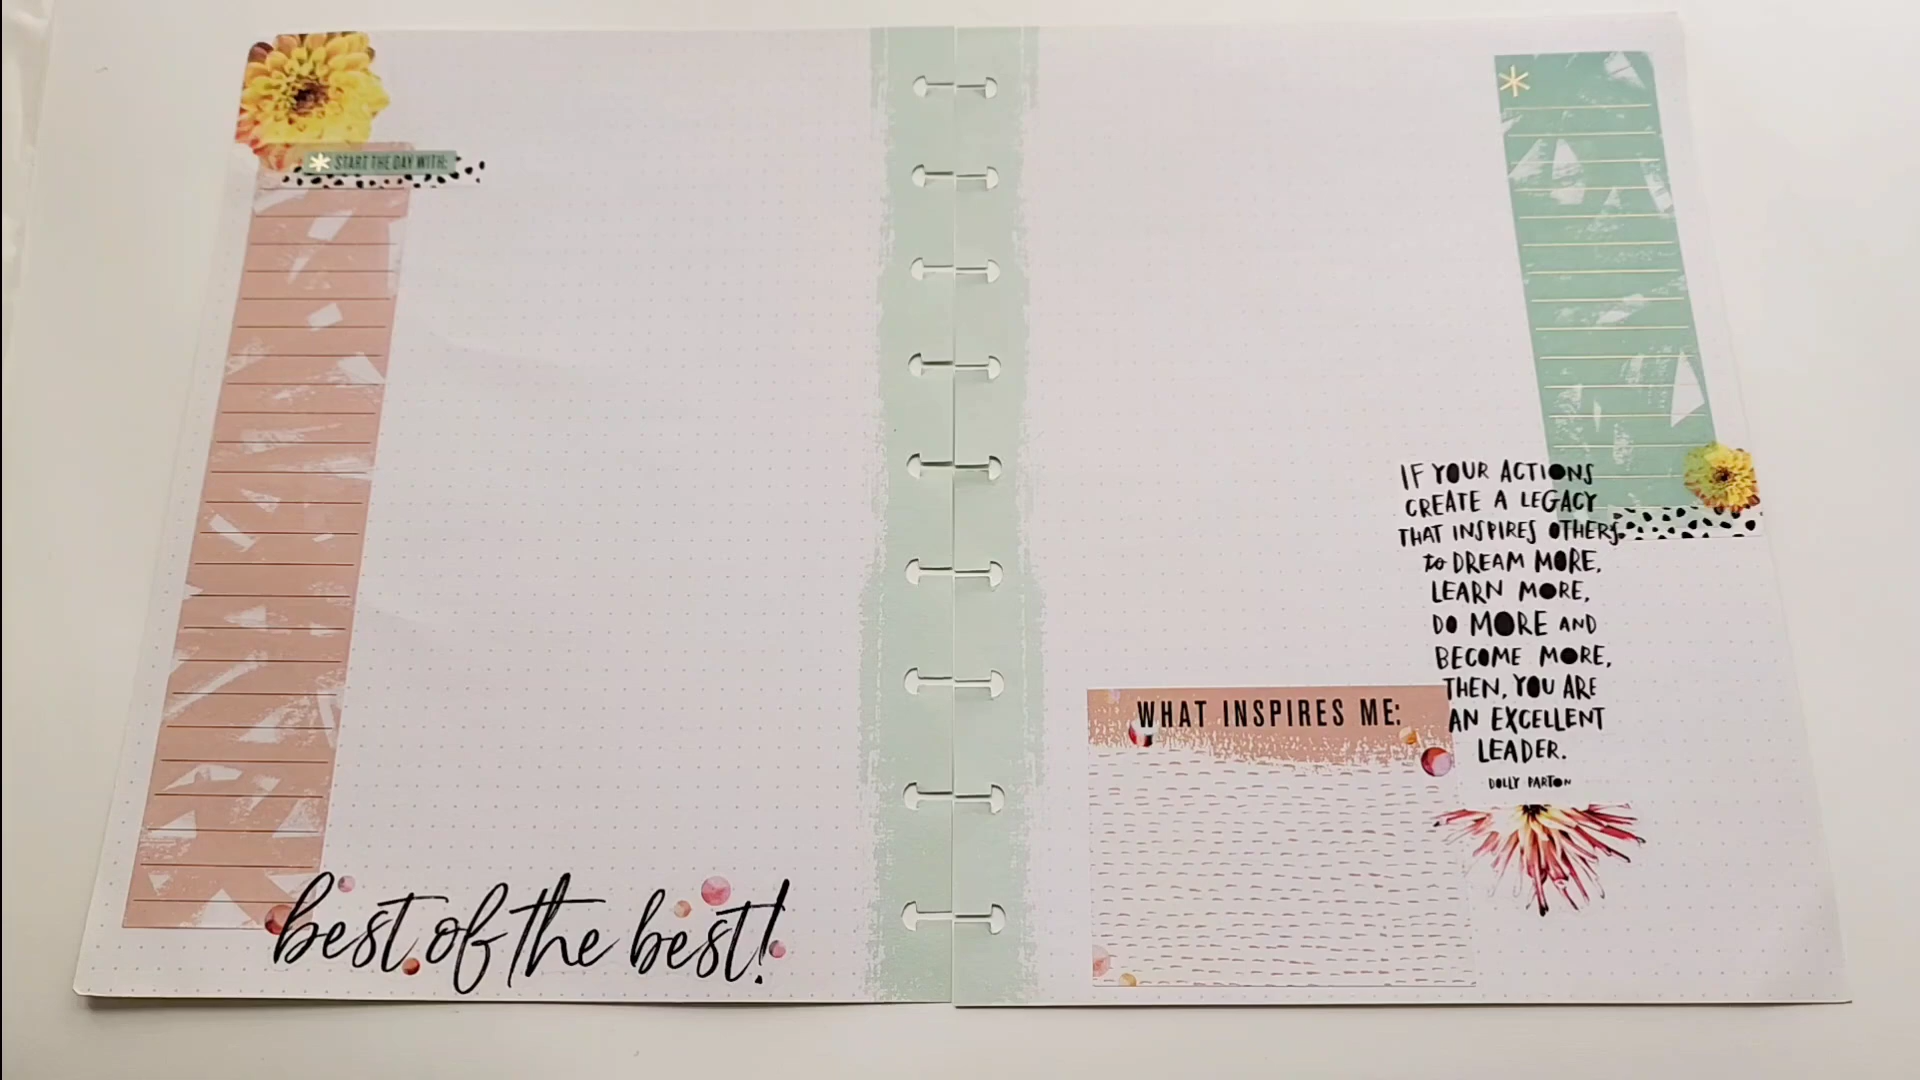 START THE DAY WITH:
best of the best!
IF YOUR ACTIONS
CREATE A LEGACY
THAT INSPIRES OTHERS
to DREAM MORE,
LEARN MORE,
DO MORE AND
BECOME MORE,
THEN, YOU ARE
AN EXCELLENT
LEADER.
DOLLY PARTON
WHAT INSPIRES ME: